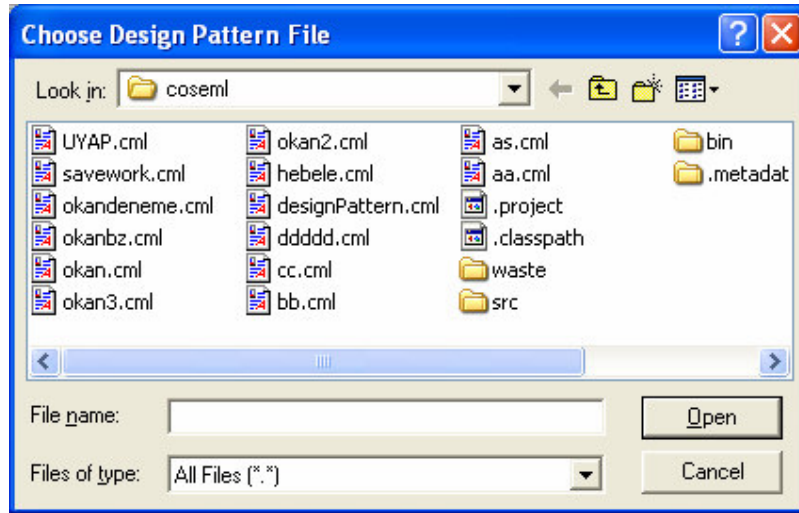 Choose Design Pattern File
Look in: coseml
UYAP.cml okan2.cml as.cml bin
savework.cml hebele.cml aa.cml .metadat
okandeneme.cml designPattern.cml .project
okanbz.cml ddddd.cml .classpath
okan.cml cc.cml waste
okan3.cml bb.cml src
File name: Open
Files of type: All Files (*.*) Cancel